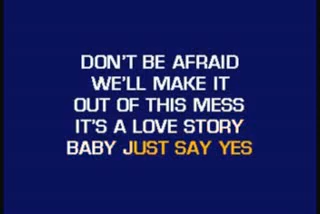 DON'T BE AFRAID
WE'LL MAKE IT
OUT OF THIS MESS
IT'S A LOVE STORY
BABY JUST SAY YES